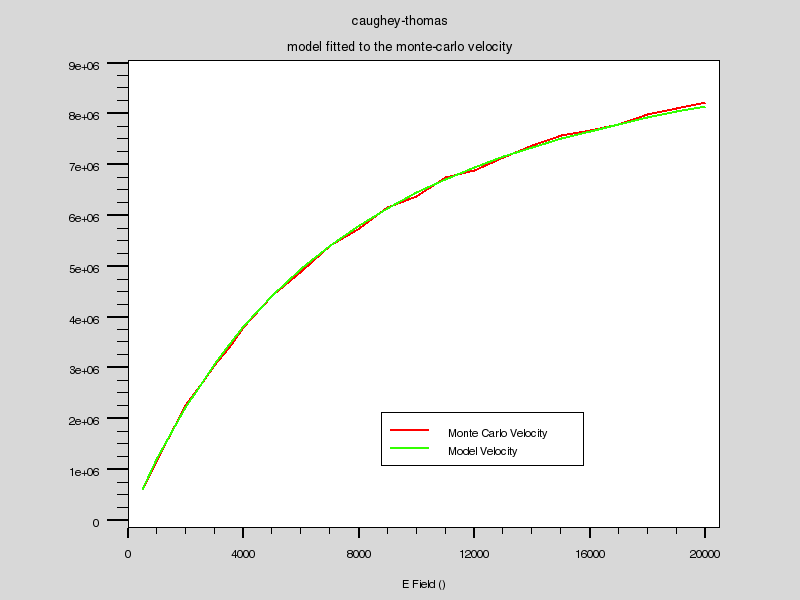 caughey-thomas
model fitted to the monte-carlo velocity
9e+06
8e+06
7e+06
6e+06
5e+06
4e+06
3e+06
2e+06
1e+06
0
Monte Carlo Velocity
Model Velocity
0 4000 8000 12000 16000 20000
E Field ()